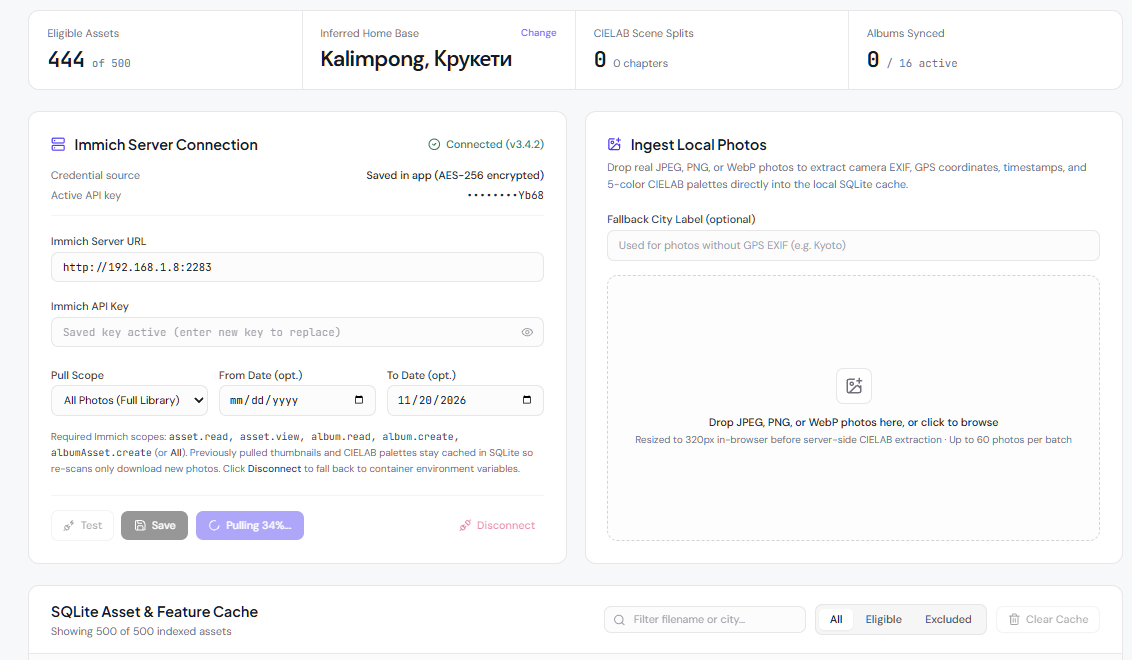 Eligible Assets
444 of 500
Inferred Home Base
Change
Kalimpong, Крукети
CIELAB Scene Splits
0 0 chapters
Albums Synced
0 / 16 active
Immich Server Connection
Connected (v3.4.2)
Credential source
Saved in app (AES-256 encrypted)
Active API key
••••••••Yb68
Immich Server URL
http://192.168.1.8:2283
Immich API Key
Saved key active (enter new key to replace)
Pull Scope
From Date (opt.)
To Date (opt.)
All Photos (Full Library)
mm/dd/yyyy
11/20/2026
Required Immich scopes: asset.read, asset.view, album.read, album.create,
albumAsset.create (or All). Previously pulled thumbnails and CIELAB palettes stay cached in SQLite so
re-scans only download new photos. Click Disconnect to fall back to container environment variables.
Test
Save
Pulling 34%...
Disconnect
Ingest Local Photos
Drop real JPEG, PNG, or WebP photos to extract camera EXIF, GPS coordinates, timestamps, and
5-color CIELAB palettes directly into the local SQLite cache.
Fallback City Label (optional)
Used for photos without GPS EXIF (e.g. Kyoto)
Drop JPEG, PNG, or WebP photos here, or click to browse
Resized to 320px in-browser before server-side CIELAB extraction · Up to 60 photos per batch
SQLite Asset & Feature Cache
Showing 500 of 500 indexed assets
Filter filename or city...
All
Eligible
Excluded
Clear Cache